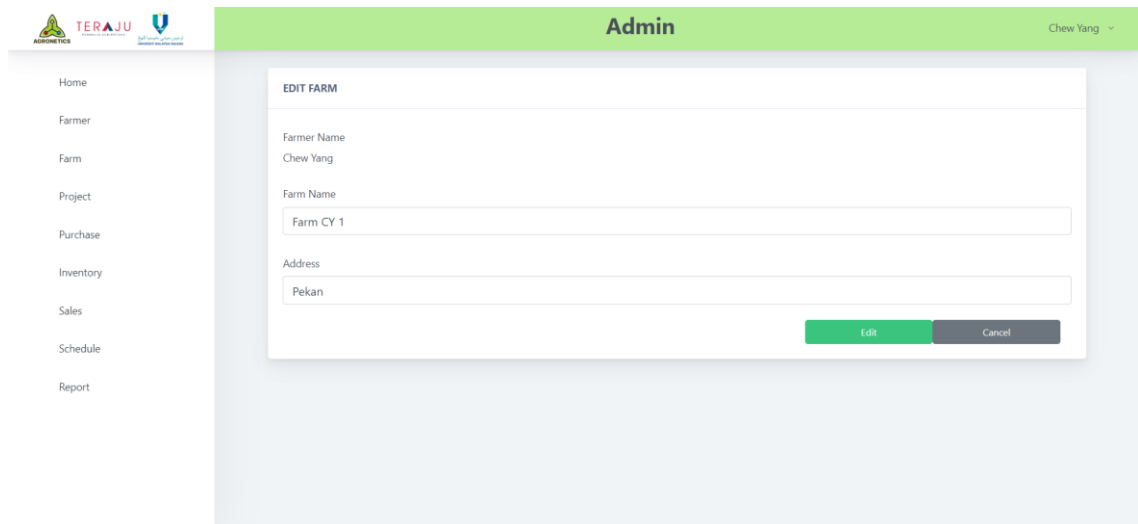 AGRONETICS
TERAJU
Admin
Chew Yang
Home
Farmer
Farm
Project
Purchase
Inventory
Sales
Schedule
Report
EDIT FARM
Farmer Name
Chew Yang
Farm Name
Farm CY 1
Address
Pekan
Edit
Cancel